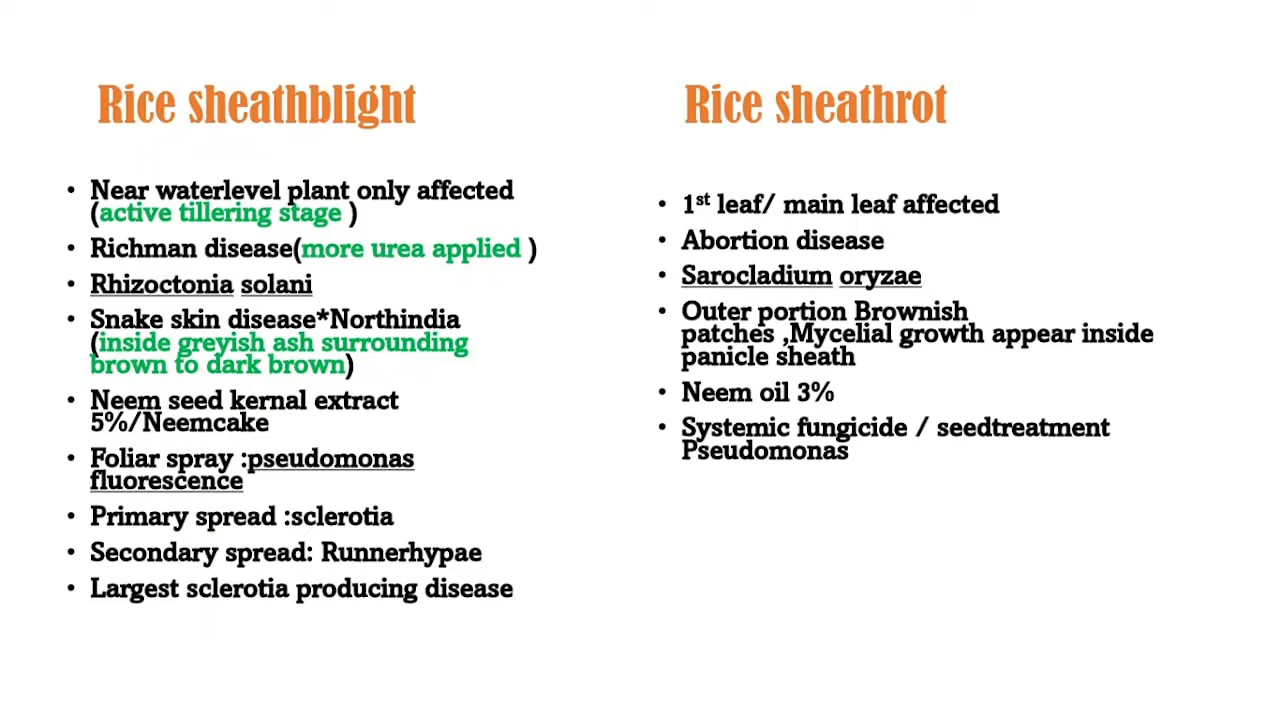 Rice sheathblight
• Near waterlevel plant only affected
(active tillering stage )
• Richman disease(more urea applied )
• Rhizoctonia solani
• Snake skin disease*Northindia
(inside greyish ash surrounding
brown to dark brown)
• Neem seed kernal extract
5%/Neemcake
• Foliar spray :pseudomonas
fluorescence
• Primary spread :sclerotia
• Secondary spread: Runnerhypae
• Largest sclerotia producing disease
Rice sheathrot
• 1st leaf/ main leaf affected
• Abortion disease
• Sarocladium oryzae
• Outer portion Brownish
patches ,Mycelial growth appear inside
panicle sheath
• Neem oil 3%
• Systemic fungicide / seedtreatment
Pseudomonas